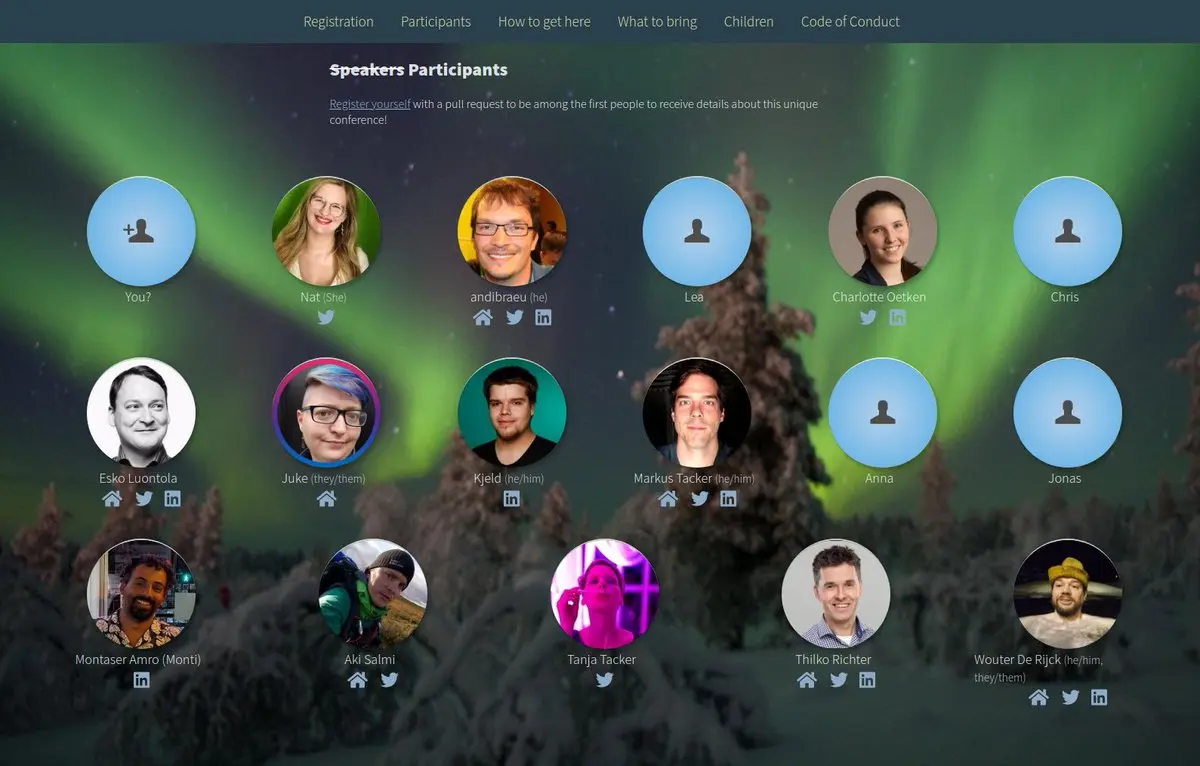 Registration Participants How to get here What to bring Children Code of Conduct
Speakers Participants
Register yourself with a pull request to be among the first people to receive details about this unique
conference!
You? Nat (She) andibraeu (he) Lea Charlotte Oetken Chris
Esko Luontola Juke (they/them) Kjeld (he/him) Markus Tacker (he/him) Anna Jonas
Montaser Amro (Monti) Aki Salmi Tanja Tacker Thilko Richter Wouter De Rijck (he/him,
they/them)